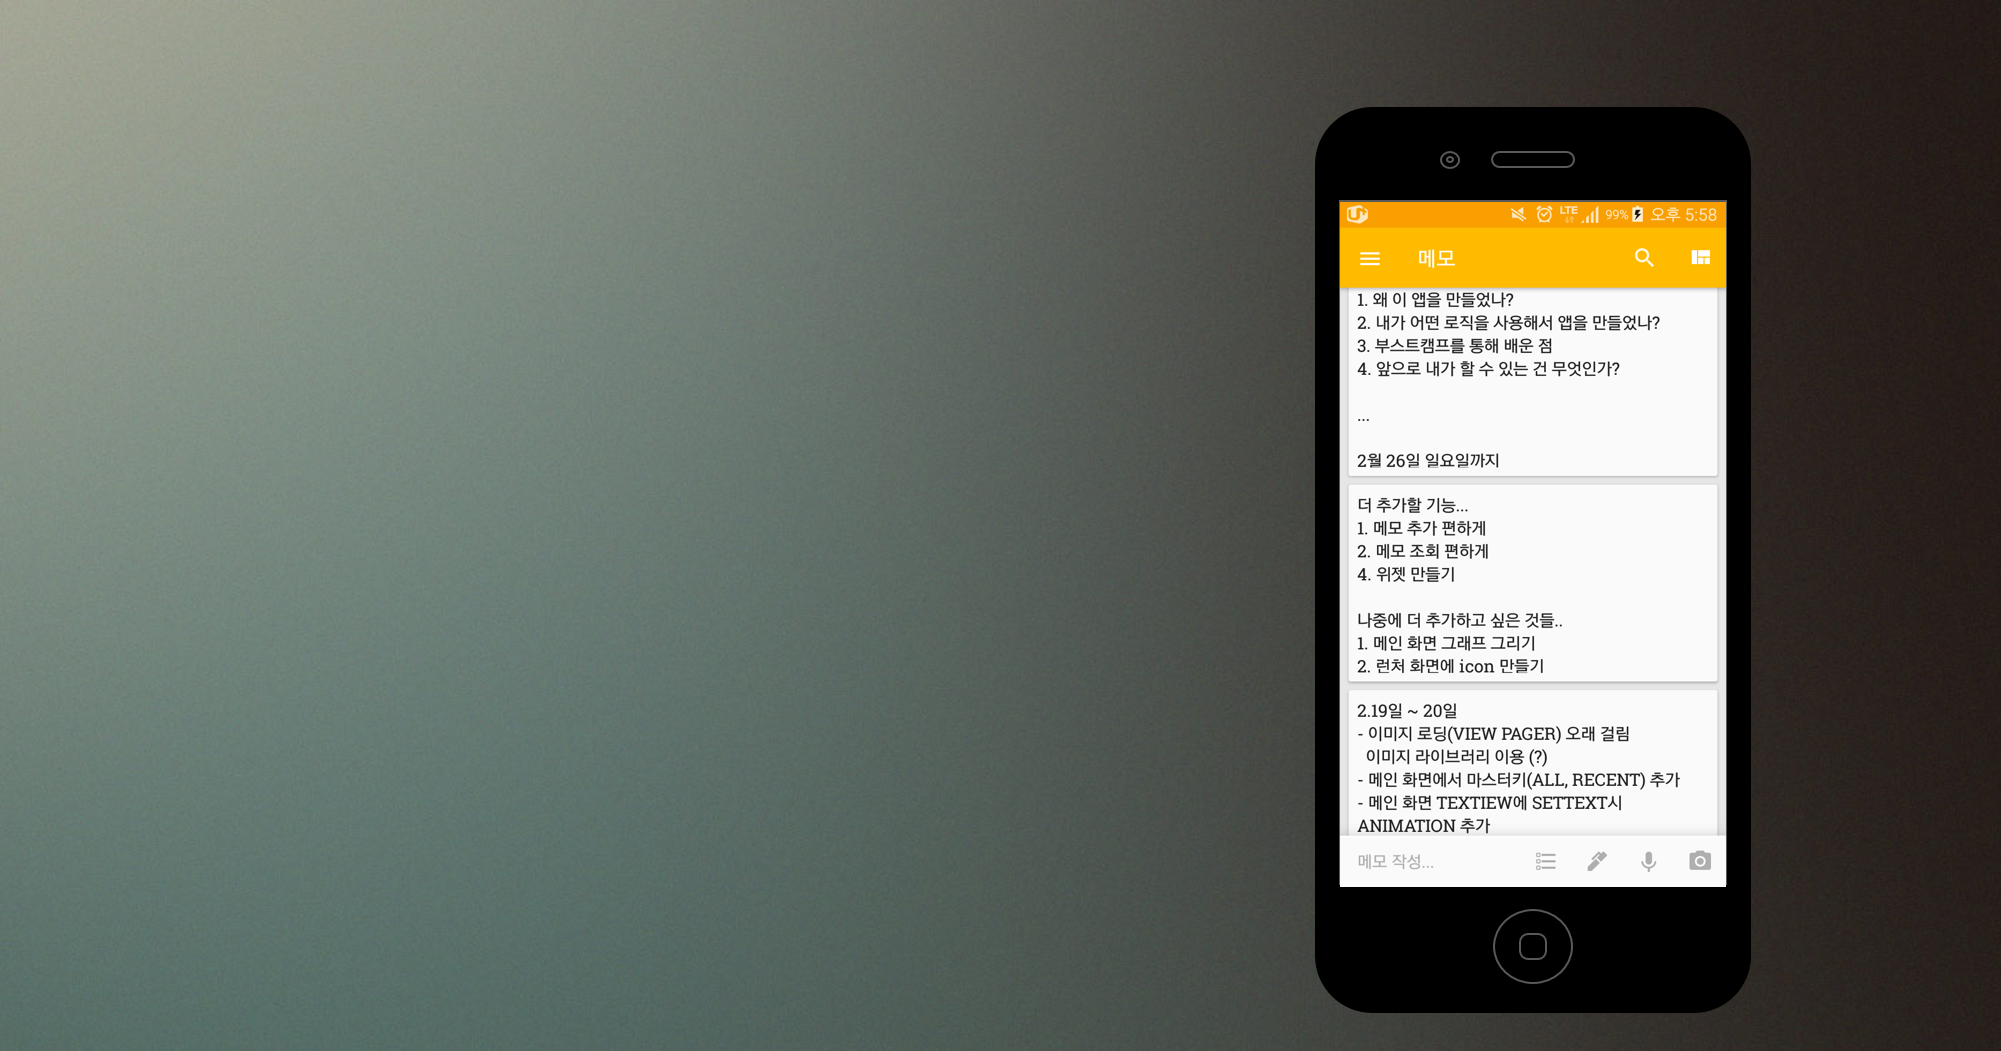 LTE 99% 오후 5:58
메모
1. 왜 이 앱을 만들었나?
2. 내가 어떤 로직을 사용해서 앱을 만들었나?
3. 부스트캠프를 통해 배운 점
4. 앞으로 내가 할 수 있는 건 무엇인가?
...
2월 26일 일요일까지
더 추가할 기능...
1. 메모 추가 편하게
2. 메모 조회 편하게
4. 위젯 만들기
나중에 더 추가하고 싶은 것들..
1. 메인 화면 그래프 그리기
2. 런처 화면에 icon 만들기
2.19일 ~ 20일
- 이미지 로딩(VIEW PAGER) 오래 걸림
이미지 라이브러리 이용 (?)
- 메인 화면에서 마스터키(ALL, RECENT) 추가
- 메인 화면 TEXTIEW에 SETTEXT시
ANIMATION 추가
메모 작성...